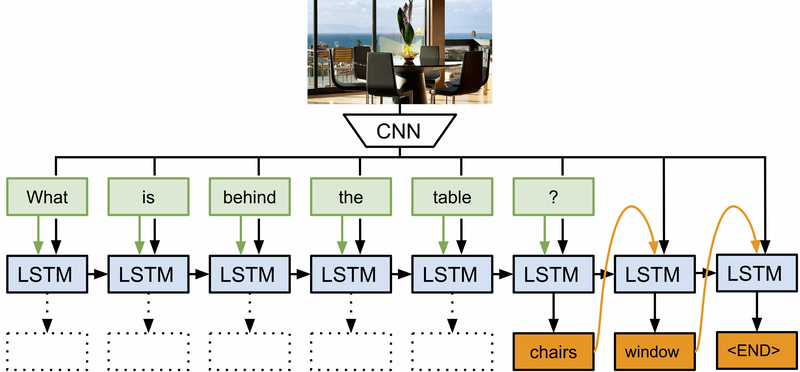 CNN
What is behind the table ?
LSTM LSTM LSTM LSTM LSTM LSTM LSTM LSTM
chairs window <END>